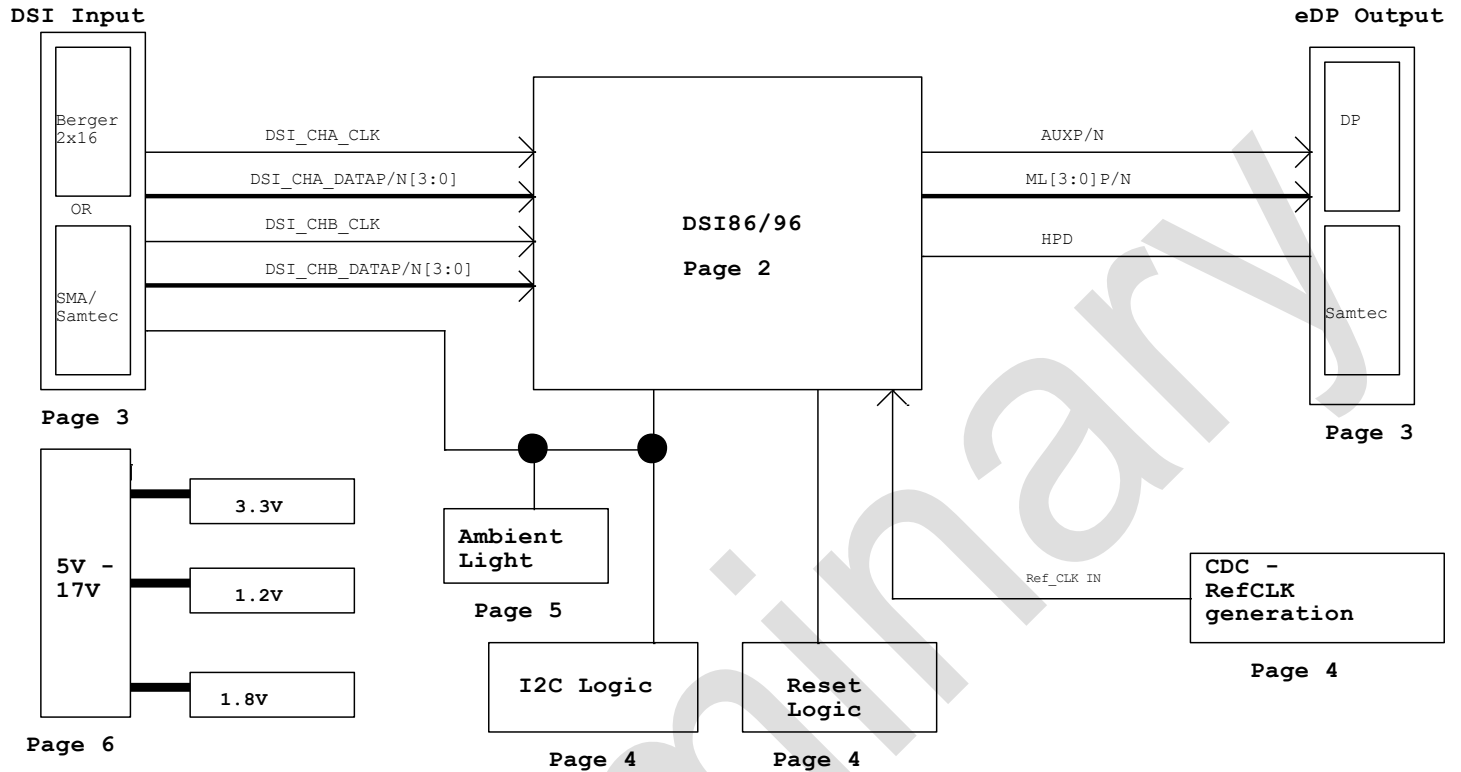 DSI Input
eDP Output
Berger
2x16
OR
SMA/
Samtec
Page 3
DSI_CHA_CLK
DSI_CHA_DATAP/N[3:0]
DSI_CHB_CLK
DSI_CHB_DATAP/N[3:0]
DSI86/96
Page 2
AUXP/N
ML[3:0]P/N
HPD
DP
Samtec
Page 3
5V -
17V
3.3V
1.2V
1.8V
Page 6
Ambient
Light
Page 5
I2C Logic
Page 4
Reset
Logic
Page 4
Ref_CLK IN
CDC -
RefCLK
generation
Page 4
minary